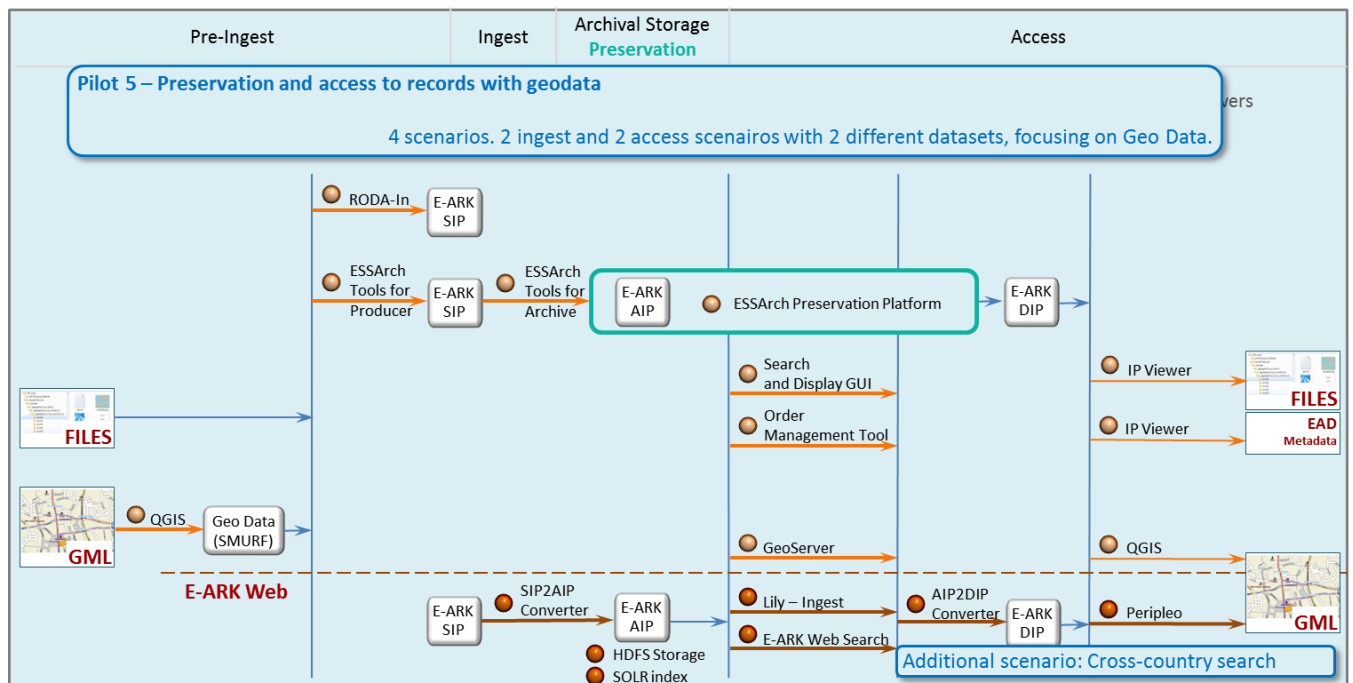 Pre-Ingest
Ingest
Archival Storage
Preservation
Access
Pilot 5 – Preservation and access to records with geodata
4 scenarios. 2 ingest and 2 access scenairos with 2 different datasets, focusing on Geo Data.
RODA-In
E-ARK
SIP
ESSArch
Tools for
Producer
E-ARK
SIP
ESSArch
Tools for
Archive
E-ARK
AIP
ESSArch Preservation Platform
E-ARK
DIP
Search
and Display GUI
IP Viewer
FILES
FILES
Order
Management Tool
IP Viewer
EAD
Metadata
QGIS
Geo Data
(SMURF)
GML
GeoServer
QGIS
E-ARK Web
E-ARK
SIP
SIP2AIP
Converter
E-ARK
AIP
HDFS Storage
SOLR index
Lily – Ingest
E-ARK Web Search
AIP2DIP
Converter
E-ARK
DIP
Peripleo
GML
Additional scenario: Cross-country search